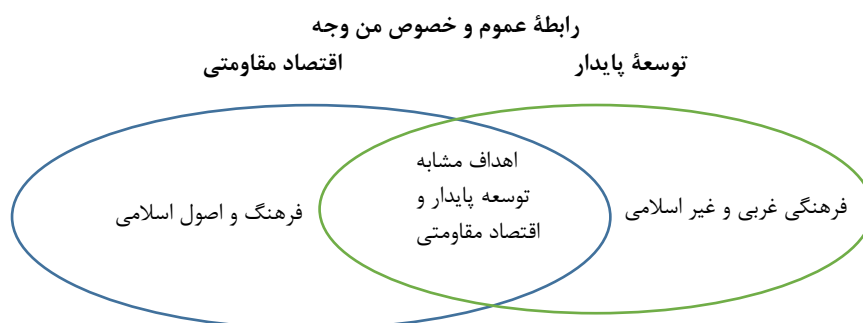 رابطهٔ عموم و خصوص من وجه
توسعهٔ پایدار
اقتصاد مقاومتی
فرهنگی غربی و غیر اسلامی
اهداف مشابه
توسعه پایدار و
اقتصاد مقاومتی
فرهنگ و اصول اسلامی